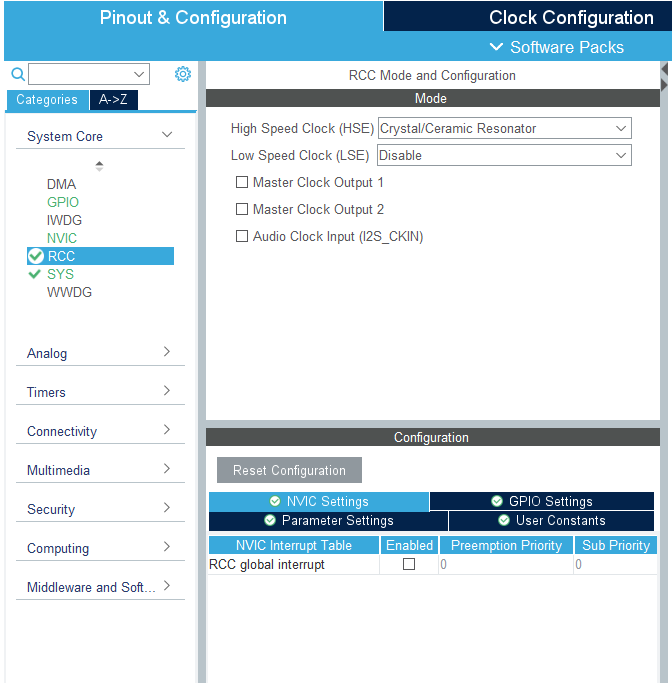 Pinout & Configuration
Clock Configuration
Software Packs
Categories
A->Z
System Core
DMA
GPIO
IWDG
NVIC
RCC
SYS
WWDG
Analog
Timers
Connectivity
Multimedia
Security
Computing
Middleware and Soft...
RCC Mode and Configuration
Mode
High Speed Clock (HSE) Crystal/Ceramic Resonator
Low Speed Clock (LSE) Disable
Master Clock Output 1
Master Clock Output 2
Audio Clock Input (I2S_CKIN)
Configuration
Reset Configuration
NVIC Settings
GPIO Settings
Parameter Settings
User Constants
NVIC Interrupt Table Enabled Preemption Priority Sub Priority
RCC global interrupt 0 0